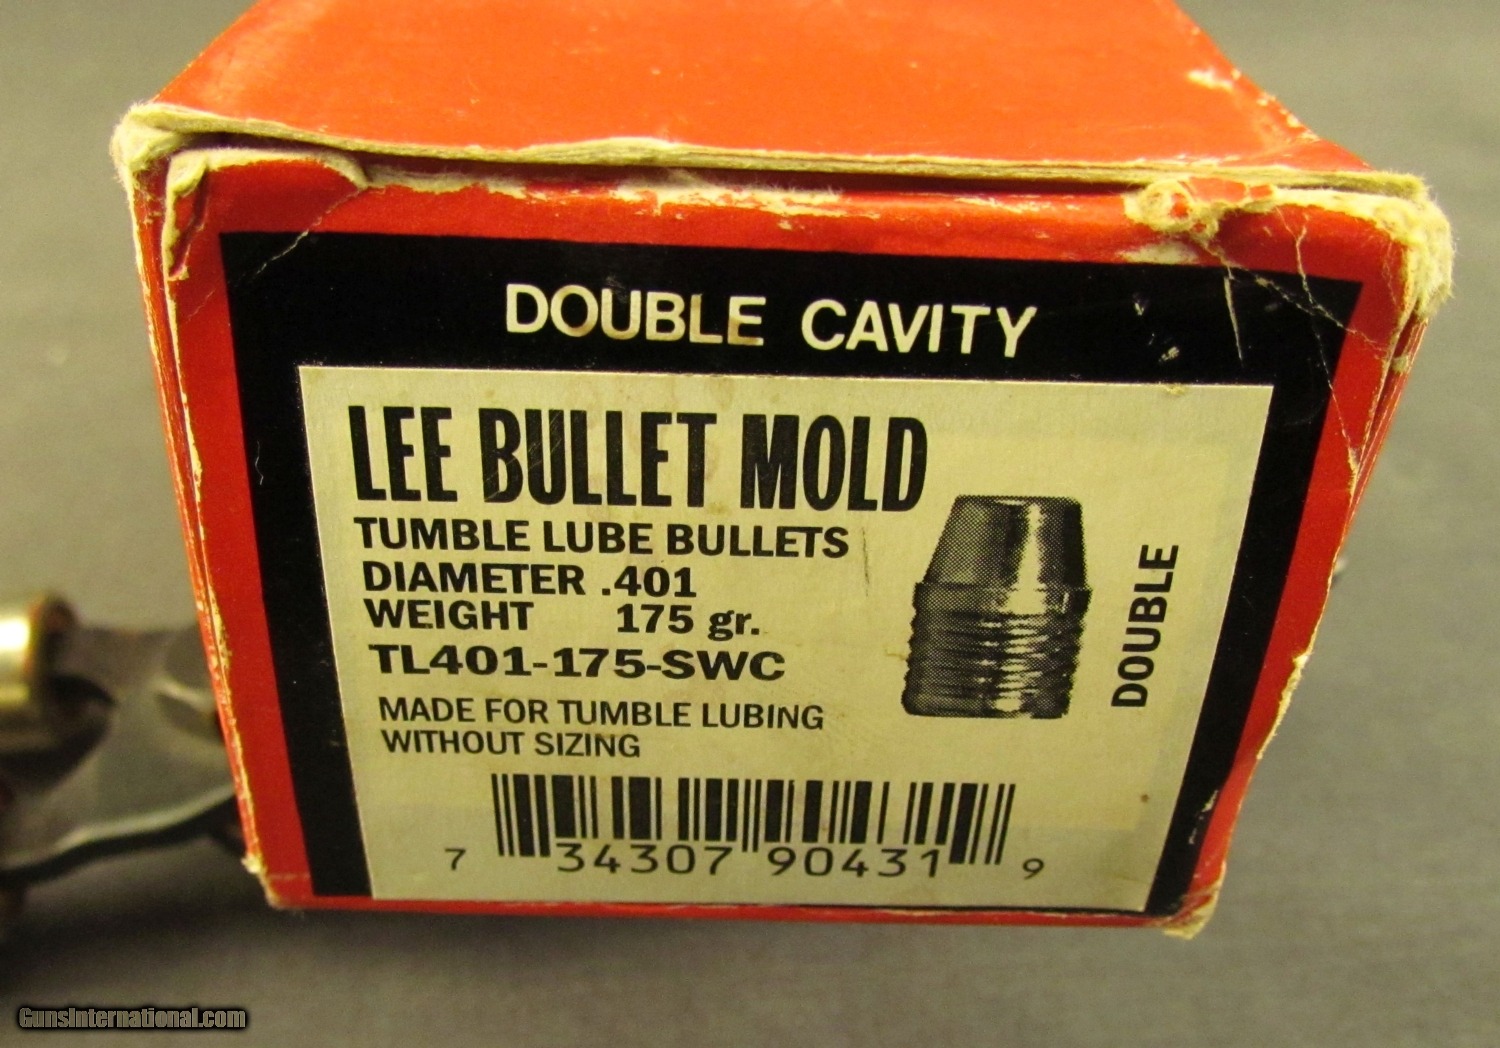 DOUBLE CAVITY
LEE BULLET MOLD
TUMBLE LUBE BULLETS
DIAMETER .401
WEIGHT 175 gr.
TL401-175-SWC
MADE FOR TUMBLE LUBING
WITHOUT SIZING
DOUBLE
7 34307 90431 9
GunsInternational.com